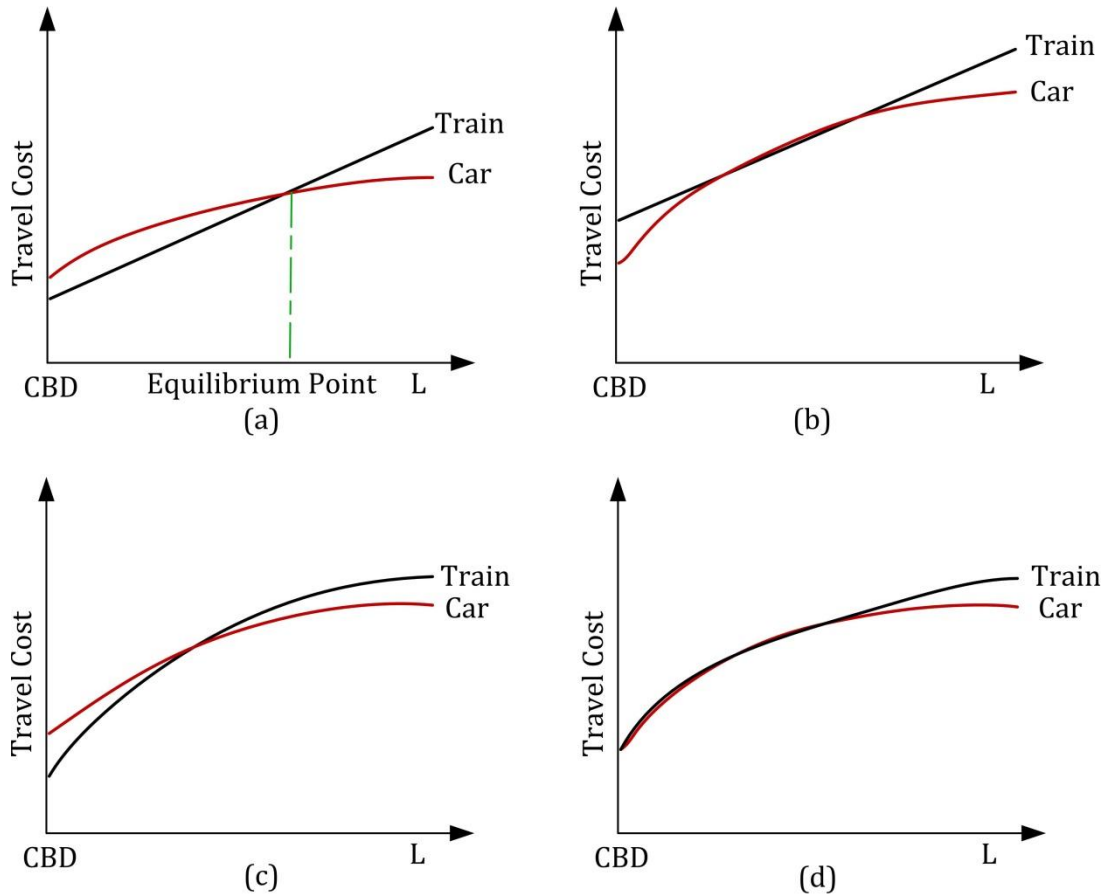 Travel Cost
Train
Car
CBD
Equilibrium Point
L
(a)
Travel Cost
Train
Car
CBD
L
(b)
Travel Cost
Train
Car
CBD
L
(c)
Travel Cost
Train
Car
CBD
L
(d)